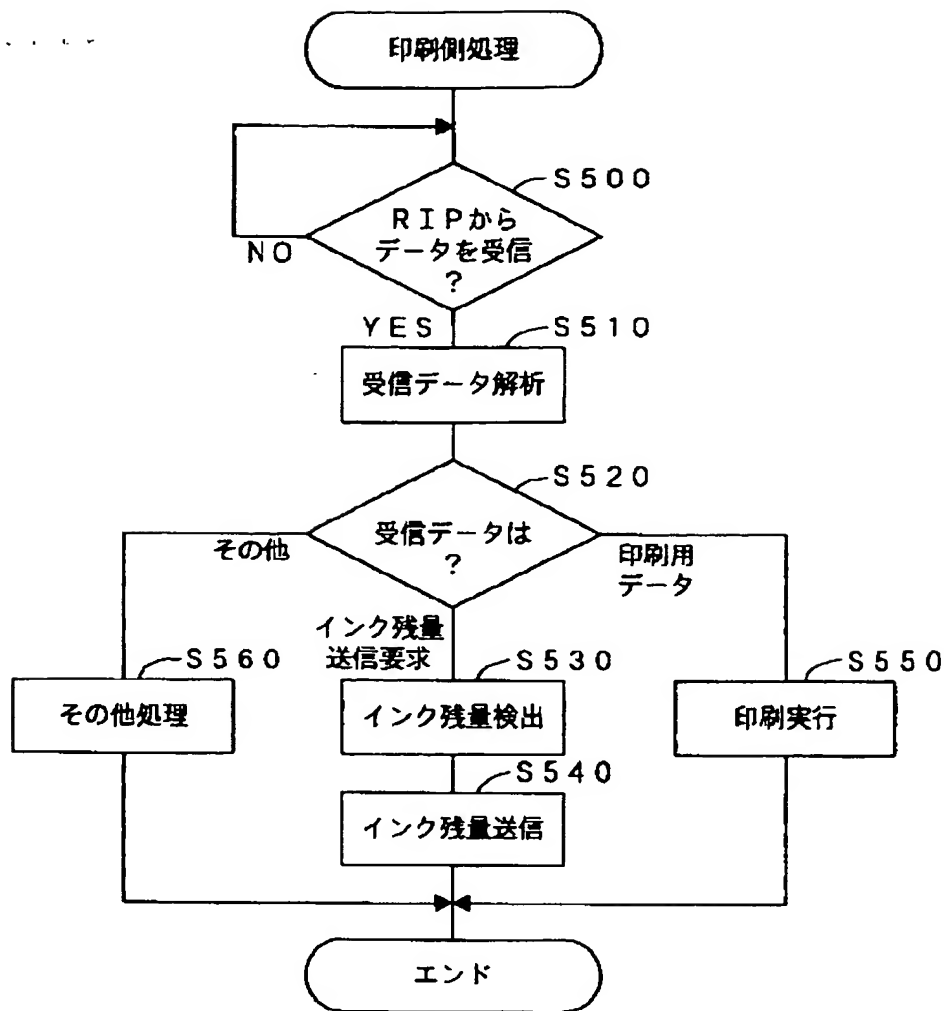 印刷側処理
S500
RIPから
データを受信
?
NO
YES
S510
受信データ解析
S520
受信データは
?
その他
印刷用
データ
インク残量
送信要求
S560
その他処理
S530
インク残量検出
S550
印刷実行
S540
インク残量送信
エンド